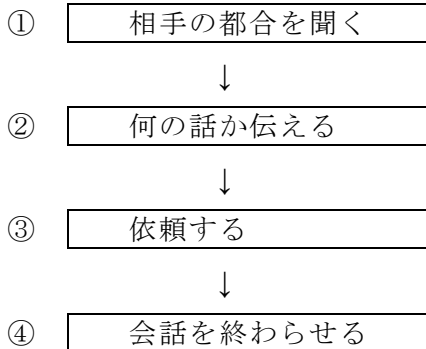 ① 相手の都合を聞く
↓
② 何の話か伝える
↓
③ 依頼する
↓
④ 会話を終わらせる